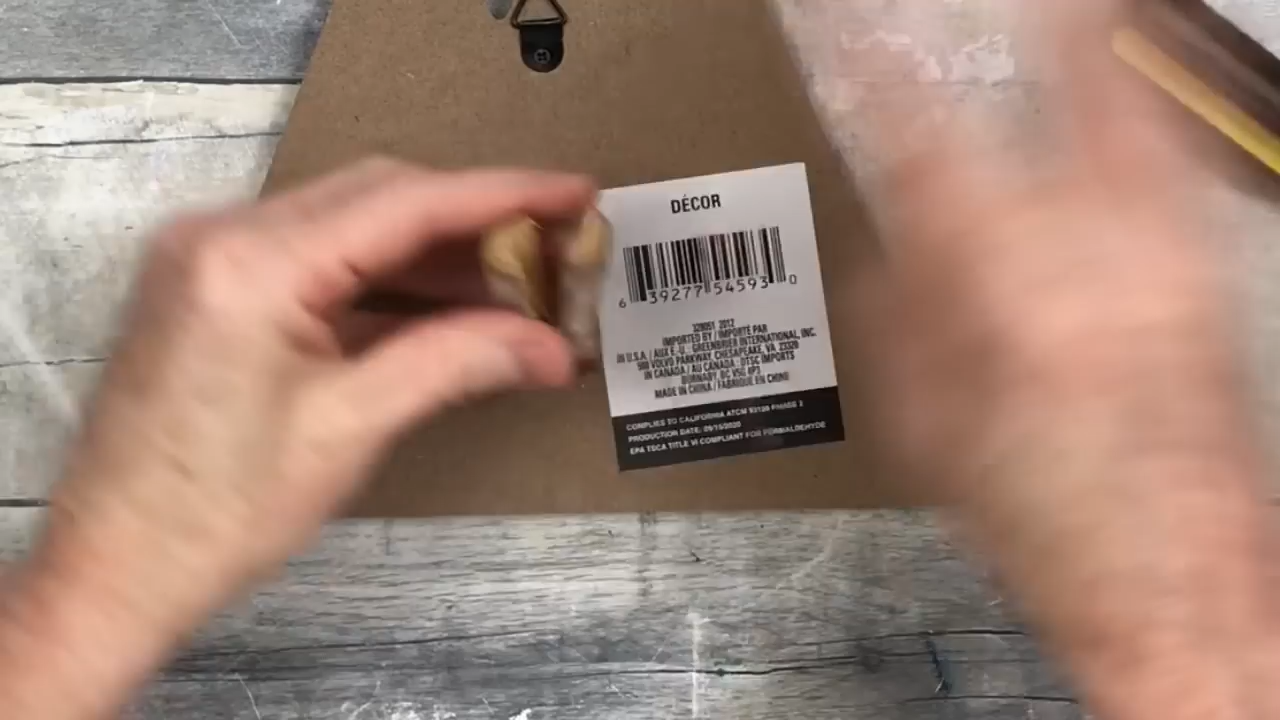 DÉCOR
6 39277 54593 0
328051 2012
IMPORTED BY / IMPORTÉ PAR
IN U.S.A. / AUX E.-U. : GREENBRIER INTERNATIONAL, INC.
500 VOLVO PARKWAY, CHESAPEAKE, VA 23320
IN CANADA / AU CANADA : DTSC IMPORTS
BURNABY, BC V5G 4P3
MADE IN CHINA / FABRIQUÉ EN CHINE
COMPLIES TO CALIFORNIA ATCM 93120 PHASE 2
PRODUCTION DATE: 09/15/2020
EPA TSCA TITLE VI COMPLIANT FOR FORMALDEHYDE